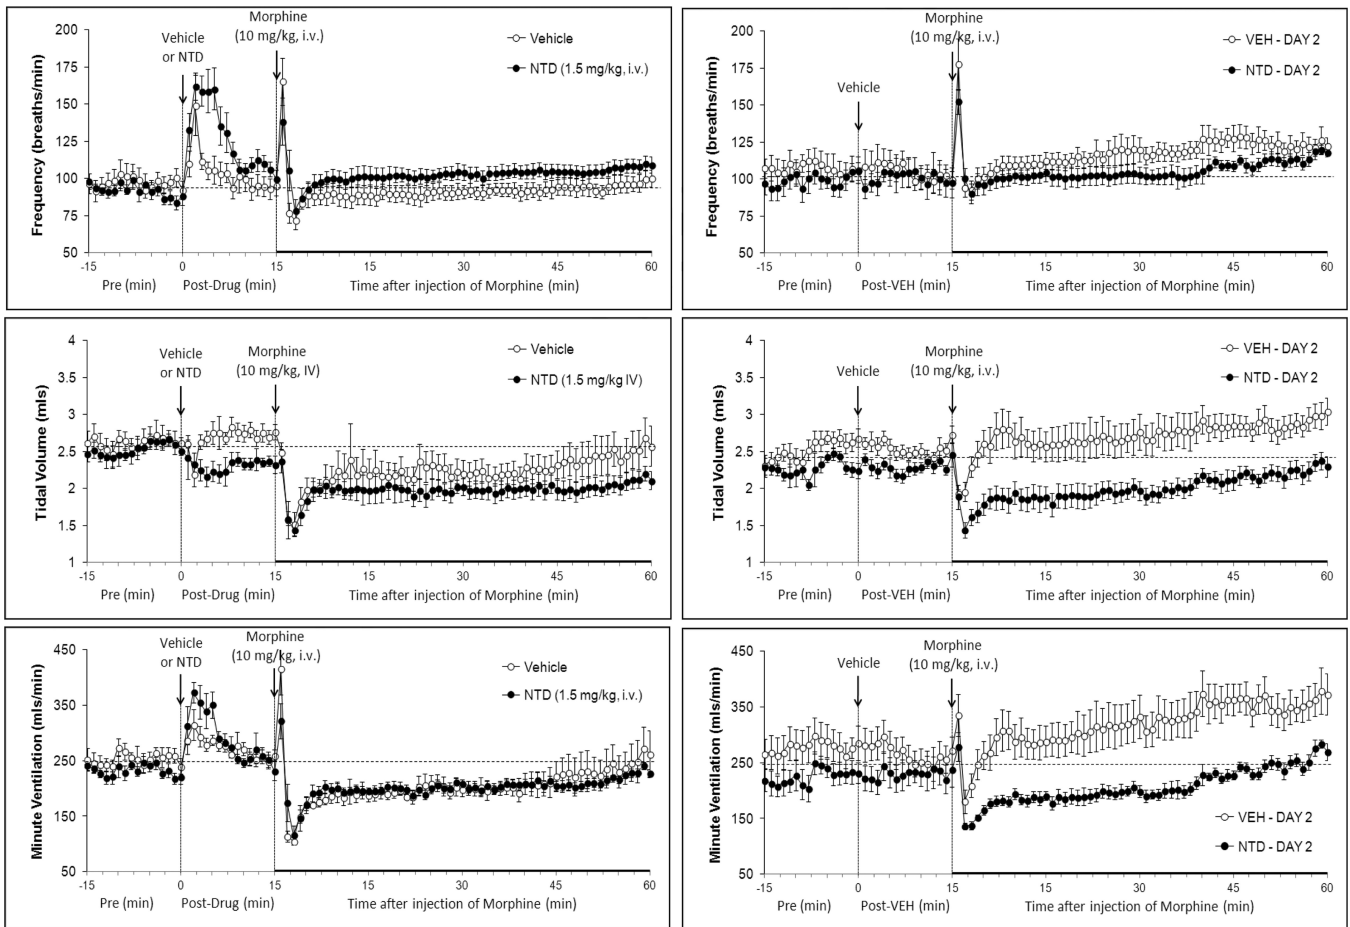 Frequency (breaths/min)
200
175
150
125
100
75
50
Vehicle
or NTD
Morphine
(10 mg/kg, i.v.)
Vehicle
NTD (1.5 mg/kg, i.v.)
-15 0 15 15 30 45 60
Pre (min) Post-Drug (min) Time after injection of Morphine (min)
Frequency (breaths/min)
200
175
150
125
100
75
50
Vehicle
Morphine
(10 mg/kg, i.v.)
VEH - DAY 2
NTD - DAY 2
-15 0 15 15 30 45 60
Pre (min) Post-VEH (min) Time after injection of Morphine (min)
Tidal Volume (mls)
4
3.5
3
2.5
2
1.5
1
Vehicle
or NTD
Morphine
(10 mg/kg, IV)
Vehicle
NTD (1.5 mg/kg IV)
-15 0 15 15 30 45 60
Pre (min) Post-Drug (min) Time after injection of Morphine (min)
Tidal Volume (mls)
4
3.5
3
2.5
2
1.5
1
Vehicle
Morphine
(10 mg/kg, i.v.)
VEH - DAY 2
NTD - DAY 2
-15 0 15 15 30 45 60
Pre (min) Post-VEH (min) Time after injection of Morphine (min)
Minute Ventilation (mls/min)
450
350
250
150
50
Vehicle
or NTD
Morphine
(10 mg/kg, i.v.)
Vehicle
NTD (1.5 mg/kg, i.v.)
-15 0 15 15 30 45 60
Pre (min) Post-Drug (min) Time after injection of Morphine (min)
Minute Ventilation (mls/min)
450
350
250
150
50
Vehicle
Morphine
(10 mg/kg, i.v.)
VEH - DAY 2
NTD - DAY 2
-15 0 15 15 30 45 60
Pre (min) Post-VEH (min) Time after injection of Morphine (min)